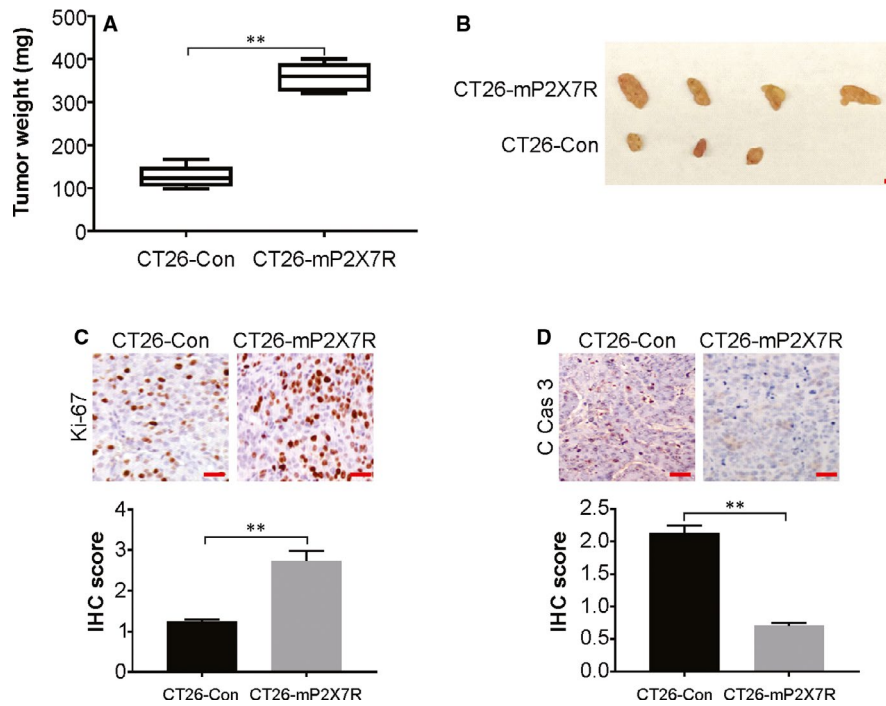 A
Tumor weight (mg)
500
400
300
200
100
0
**
CT26-Con CT26-mP2X7R
B
CT26-mP2X7R
CT26-Con
C
CT26-Con CT26-mP2X7R
Ki-67
IHC score
4
3
2
1
0
**
CT26-Con CT26-mP2X7R
D
CT26-Con CT26-mP2X7R
C Cas 3
IHC score
2.5
2.0
1.5
1.0
0.5
0.0
**
CT26-Con CT26-mP2X7R